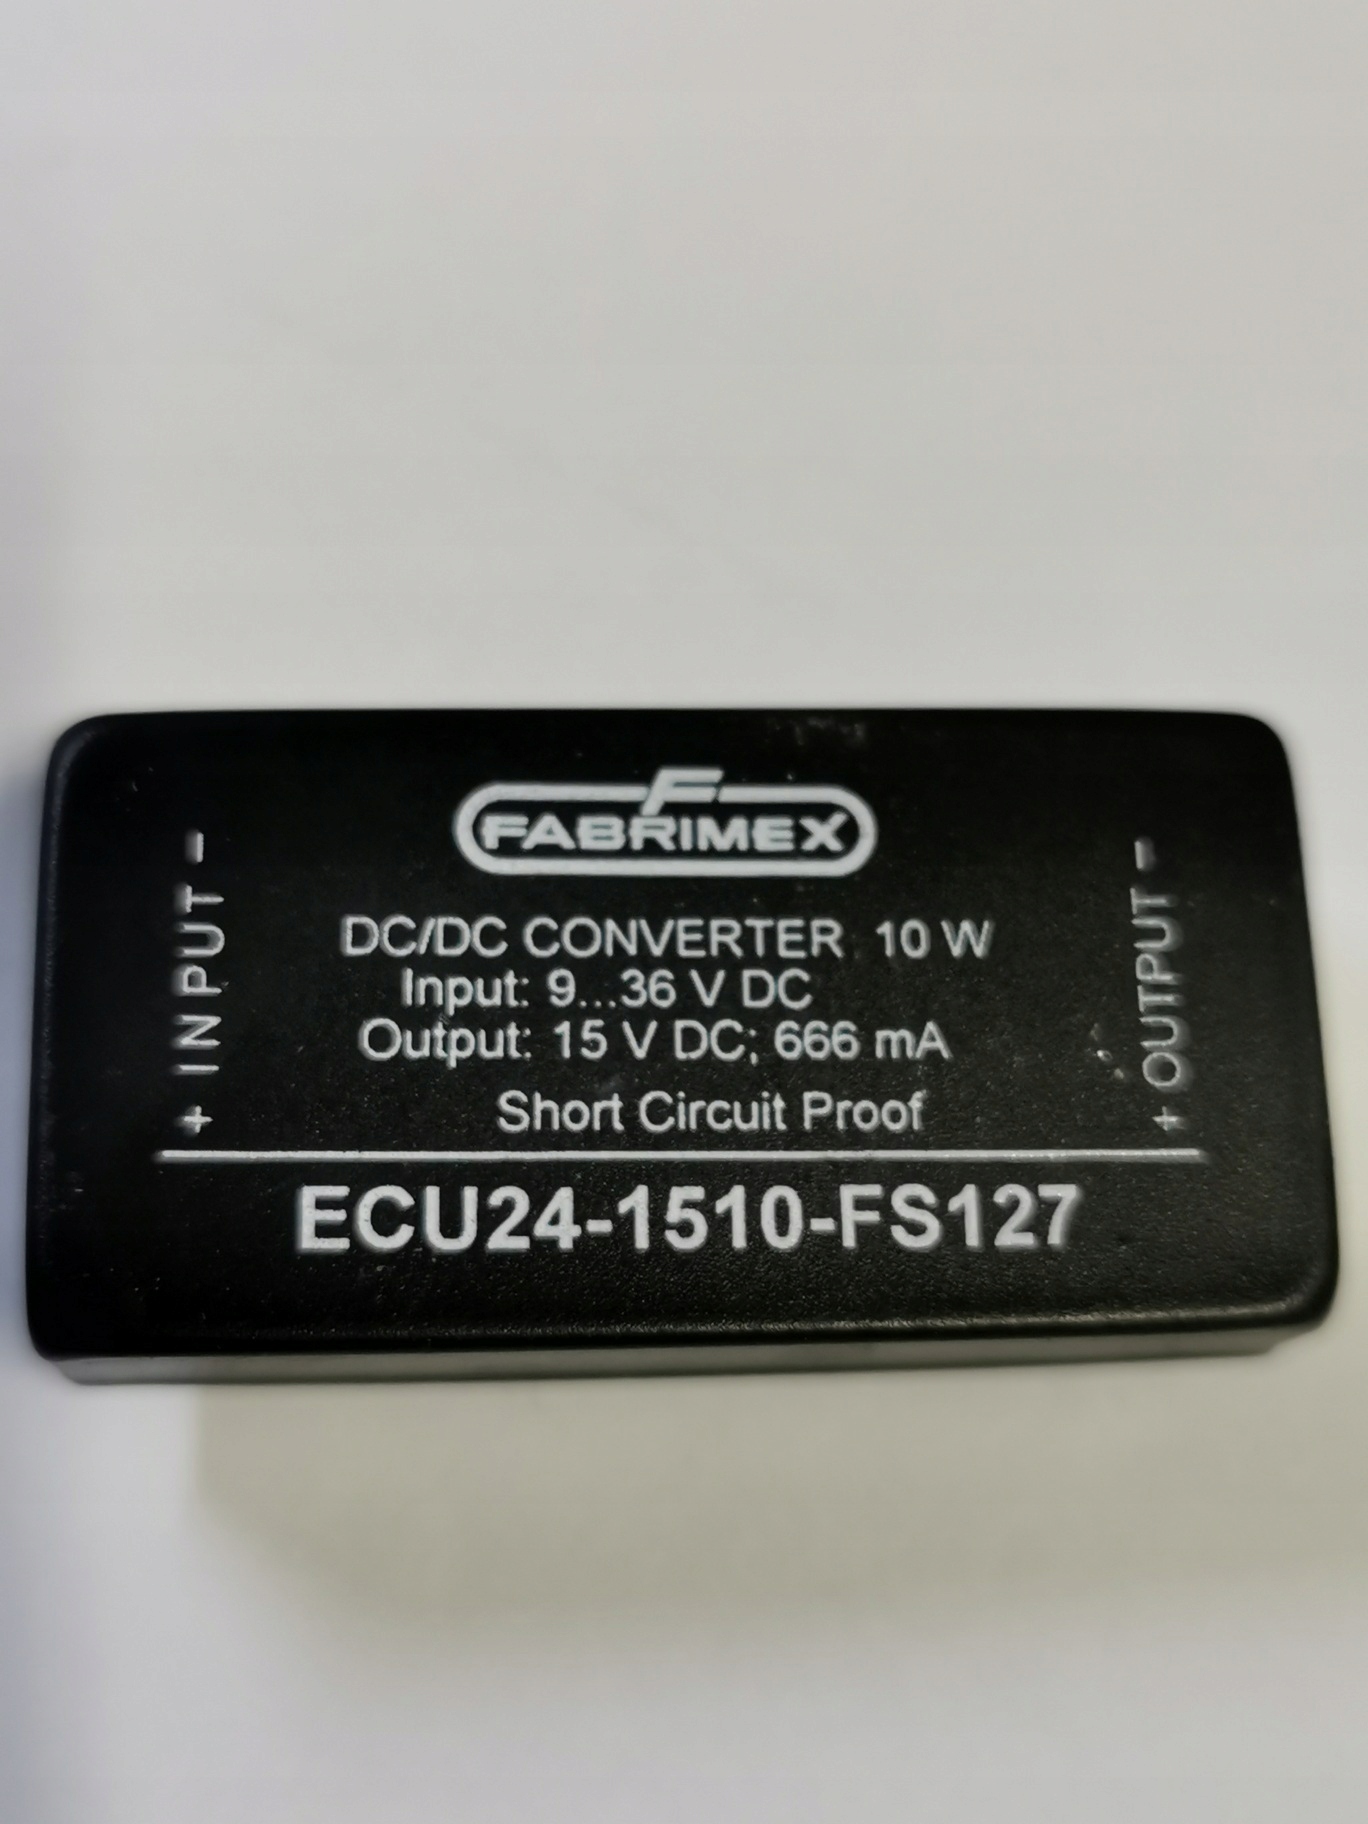 F
FABRIMEX
DC/DC CONVERTER 10 W
Input: 9...36 V DC
Output: 15 V DC; 666 mA
Short Circuit Proof
+ INPUT -
+ OUTPUT -
ECU24-1510-FS127